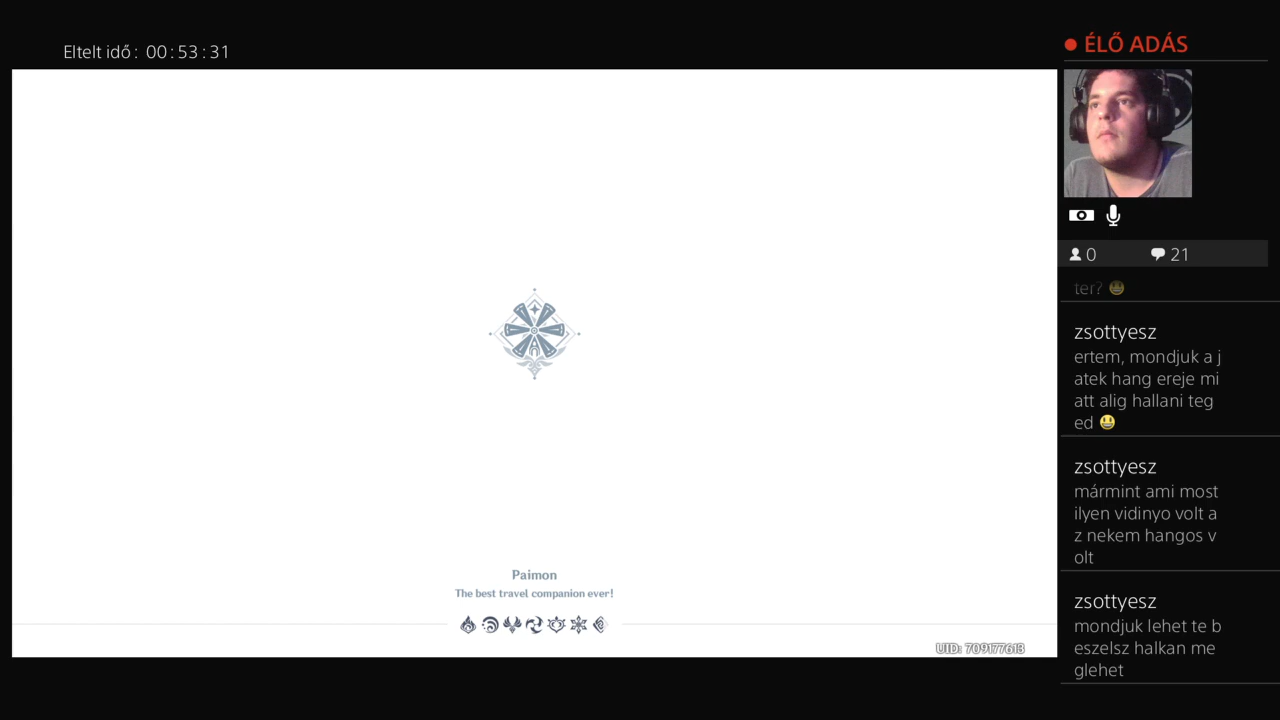 Eltelt idő : 00:53:31
ÉLŐ ADÁS
0 21
ter? 😃
zsottyesz
ertem, mondjuk a j
atek hang ereje mi
att alig hallani teg
ed 😃
zsottyesz
mármint ami most
ilyen vidinyo volt a
z nekem hangos v
olt
zsottyesz
mondjuk lehet te b
eszelsz halkan me
glehet
Paimon
The best travel companion ever!
UID: 709177613